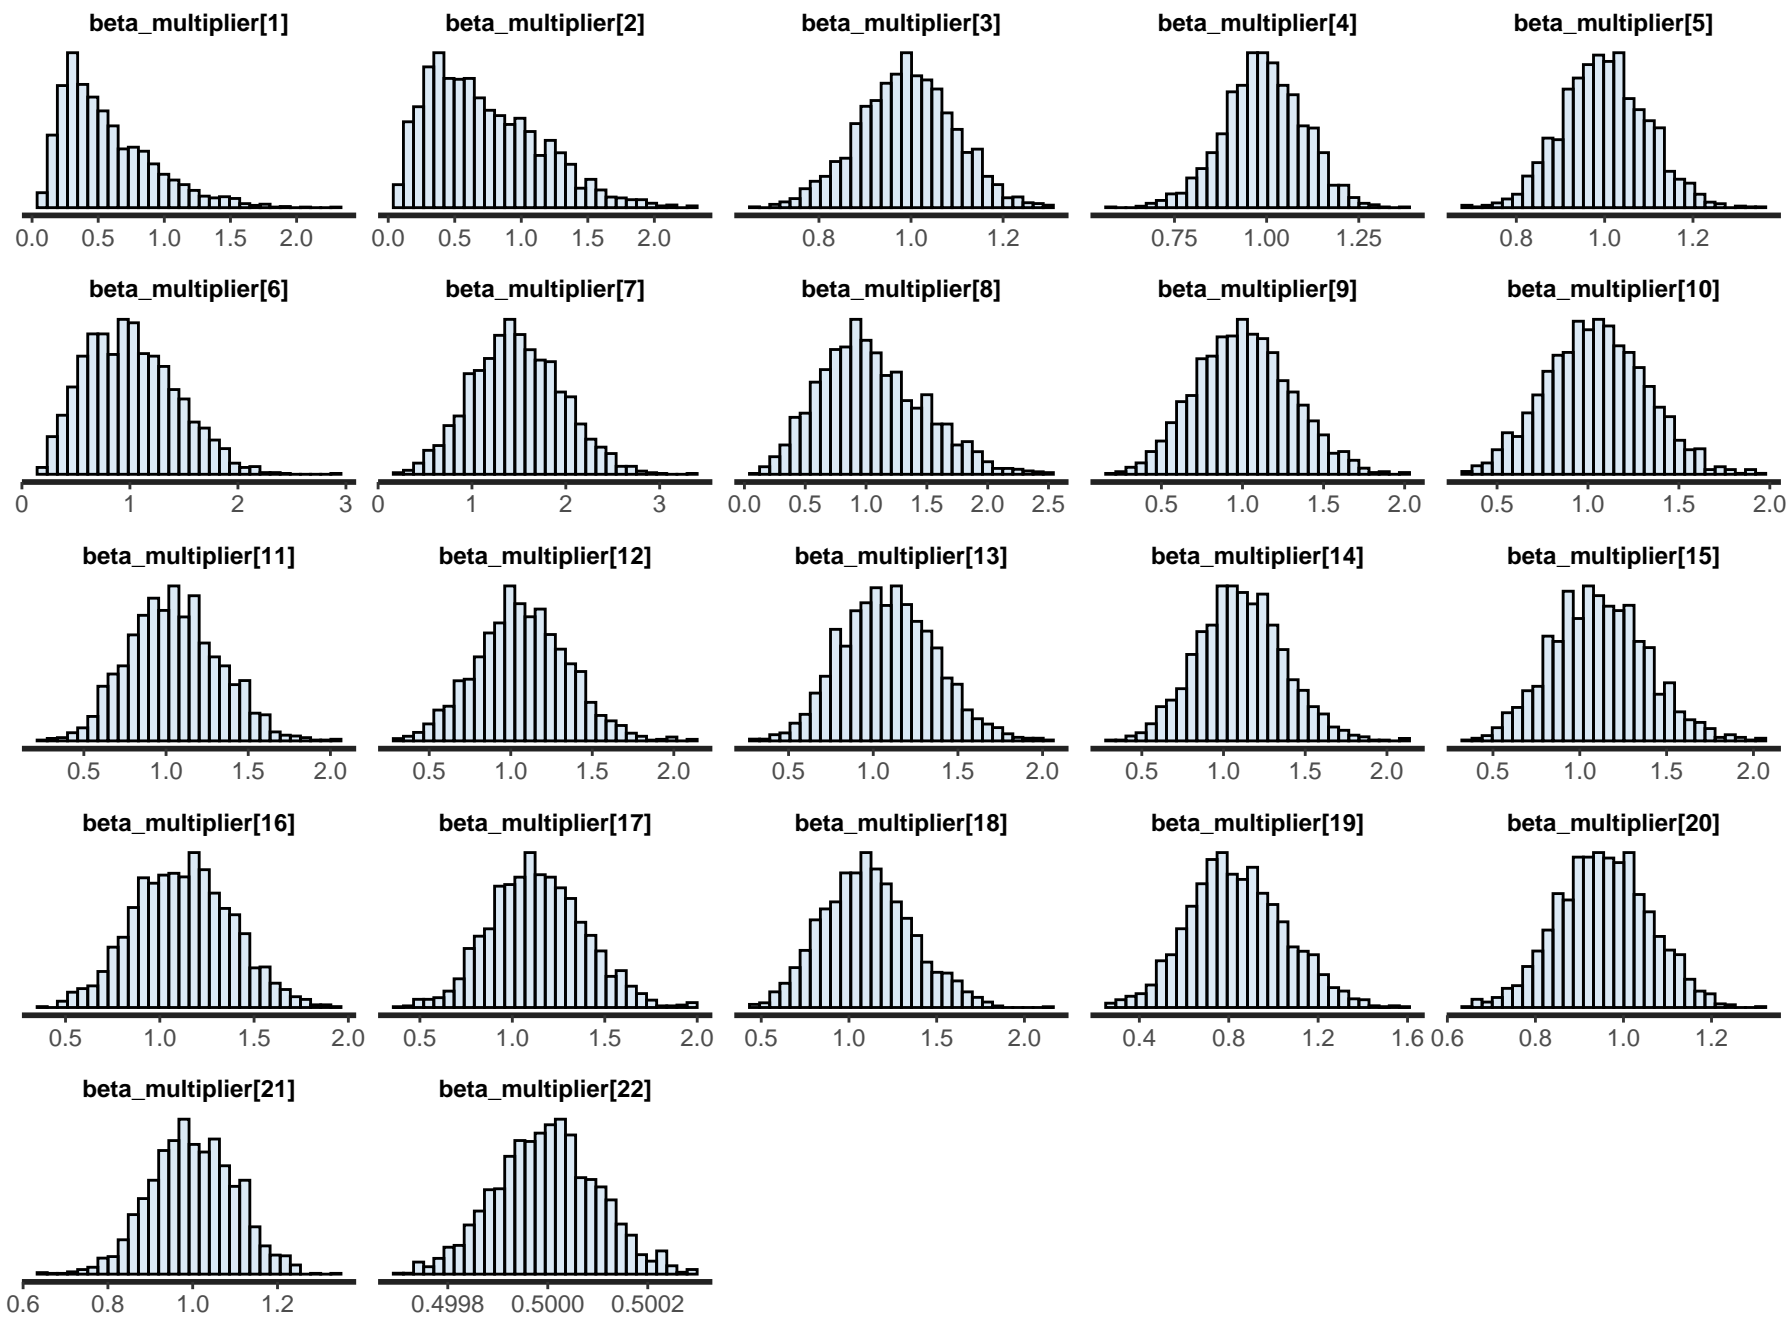 beta_multiplier[1] beta_multiplier[2] beta_multiplier[3] beta_multiplier[4] beta_multiplier[5]
0.0 0.5 1.0 1.5 2.0 0.0 0.5 1.0 1.5 2.0 0.8 1.0 1.2 0.75 1.00 1.25 0.8 1.0 1.2
beta_multiplier[6] beta_multiplier[7] beta_multiplier[8] beta_multiplier[9] beta_multiplier[10]
0 1 2 3 0 1 2 3 0.0 0.5 1.0 1.5 2.0 2.5 0.5 1.0 1.5 2.0 0.5 1.0 1.5 2.0
beta_multiplier[11] beta_multiplier[12] beta_multiplier[13] beta_multiplier[14] beta_multiplier[15]
0.5 1.0 1.5 2.0 0.5 1.0 1.5 2.0 0.5 1.0 1.5 2.0 0.5 1.0 1.5 2.0 0.5 1.0 1.5 2.0
beta_multiplier[16] beta_multiplier[17] beta_multiplier[18] beta_multiplier[19] beta_multiplier[20]
0.5 1.0 1.5 2.0 0.5 1.0 1.5 2.0 0.5 1.0 1.5 2.0 0.4 0.8 1.2 1.6 0.6 0.8 1.0 1.2
beta_multiplier[21] beta_multiplier[22]
0.6 0.8 1.0 1.2 0.4998 0.5000 0.5002